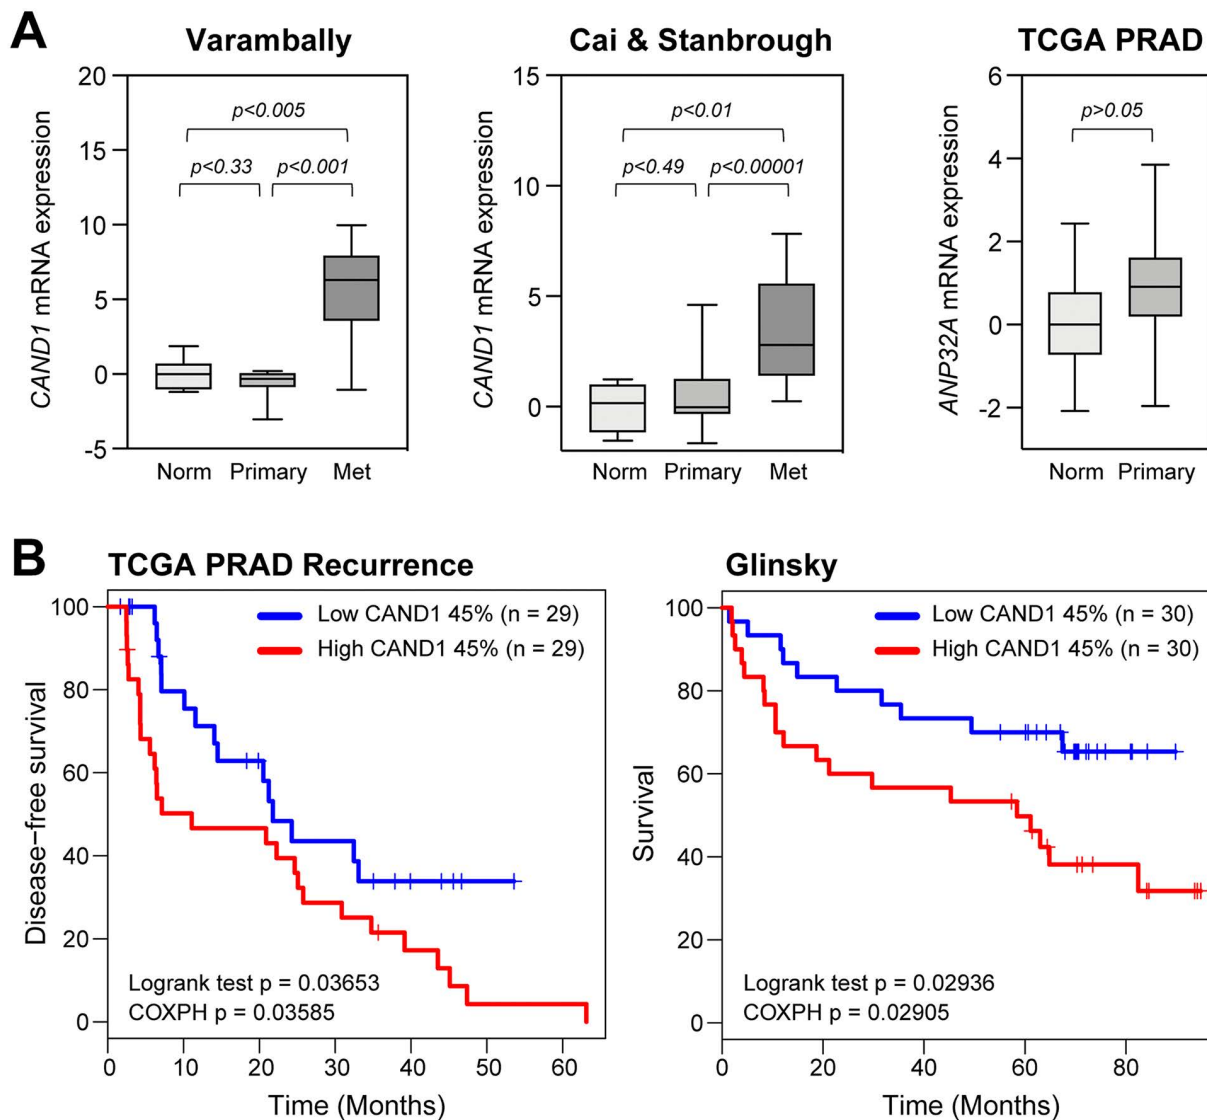 A
Varambally
CAND1 mRNA expression
20
15
10
5
0
-5
p<0.005
p<0.33
p<0.001
Norm
Primary
Met
Cai & Stanbrough
CAND1 mRNA expression
15
10
5
0
p<0.01
p<0.49
p<0.00001
Norm
Primary
Met
TCGA PRAD
ANP32A mRNA expression
6
4
2
0
-2
p>0.05
Norm
Primary
B
TCGA PRAD Recurrence
Disease-free survival
100
80
60
40
20
0
Low CAND1 45% (n = 29)
High CAND1 45% (n = 29)
Logrank test p = 0.03653
COXPH p = 0.03585
0
10
20
30
40
50
60
Time (Months)
Glinsky
Survival
100
80
60
40
20
0
Low CAND1 45% (n = 30)
High CAND1 45% (n = 30)
Logrank test p = 0.02936
COXPH p = 0.02905
0
20
40
60
80
Time (Months)